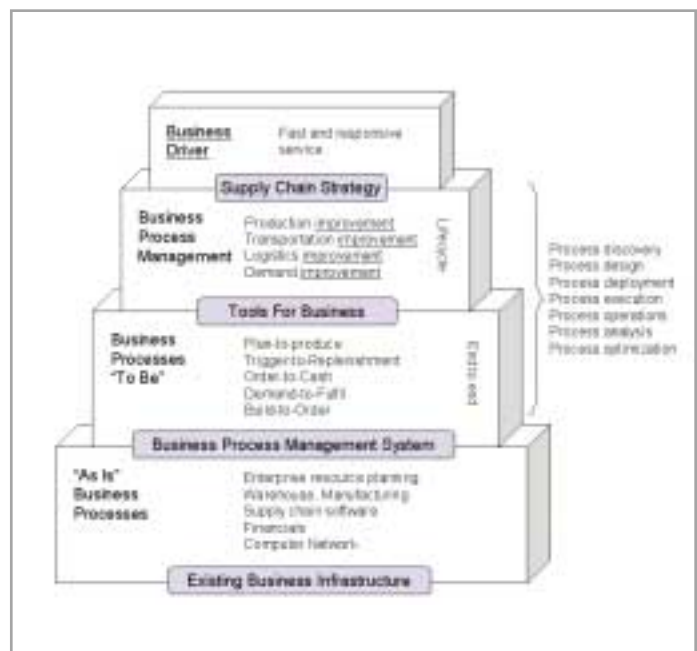 Business
Driver
Fast and responsive
service
Supply Chain Strategy
Business
Process
Management
Production improvement
Transportation improvement
Logistics improvement
Demand improvement
Lifecycle
Tools For Business
Business
Processes
"To Be"
Plan-to-produce
Trigger-to-Replenishment
Order-to-Cash
Demand-to-Fulfil
Build-to-Order
End to end
Business Process Management System
"As Is"
Business
Processes
Enterprise resource planning
Warehouse, Manufacturing
Supply chain software
Financials
Computer Network
Existing Business Infrastructure
Process discovery
Process design
Process deployment
Process execution
Process operations
Process analysis
Process optimization